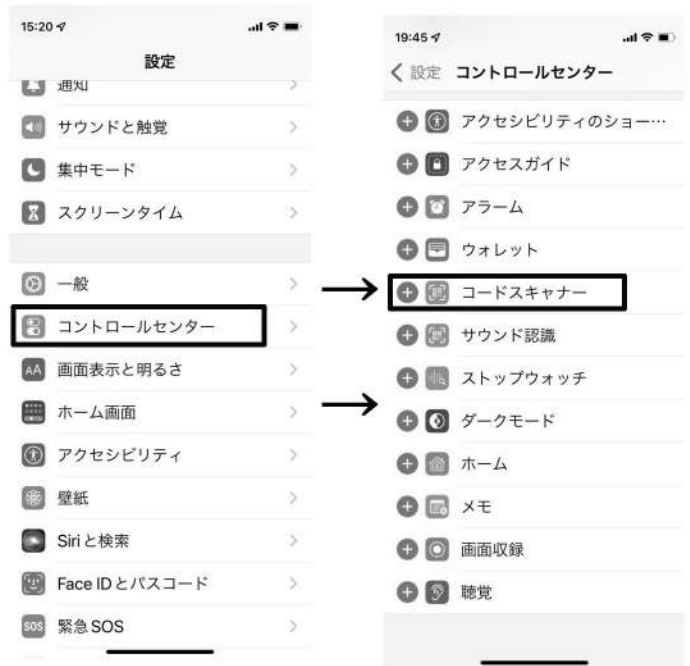 15:20
設定
通知
サウンドと触覚
集中モード
スクリーンタイム
一般
コントロールセンター
AA 画面表示と明るさ
ホーム画面
アクセシビリティ
壁紙
Siriと検索
Face IDとパスコード
SOS 緊急SOS
19:45
設定 コントロールセンター
アクセシビリティのショー…
アクセスガイド
アラーム
ウォレット
コードスキャナー
サウンド認識
ストップウォッチ
ダークモード
ホーム
メモ
画面収録
聴覚